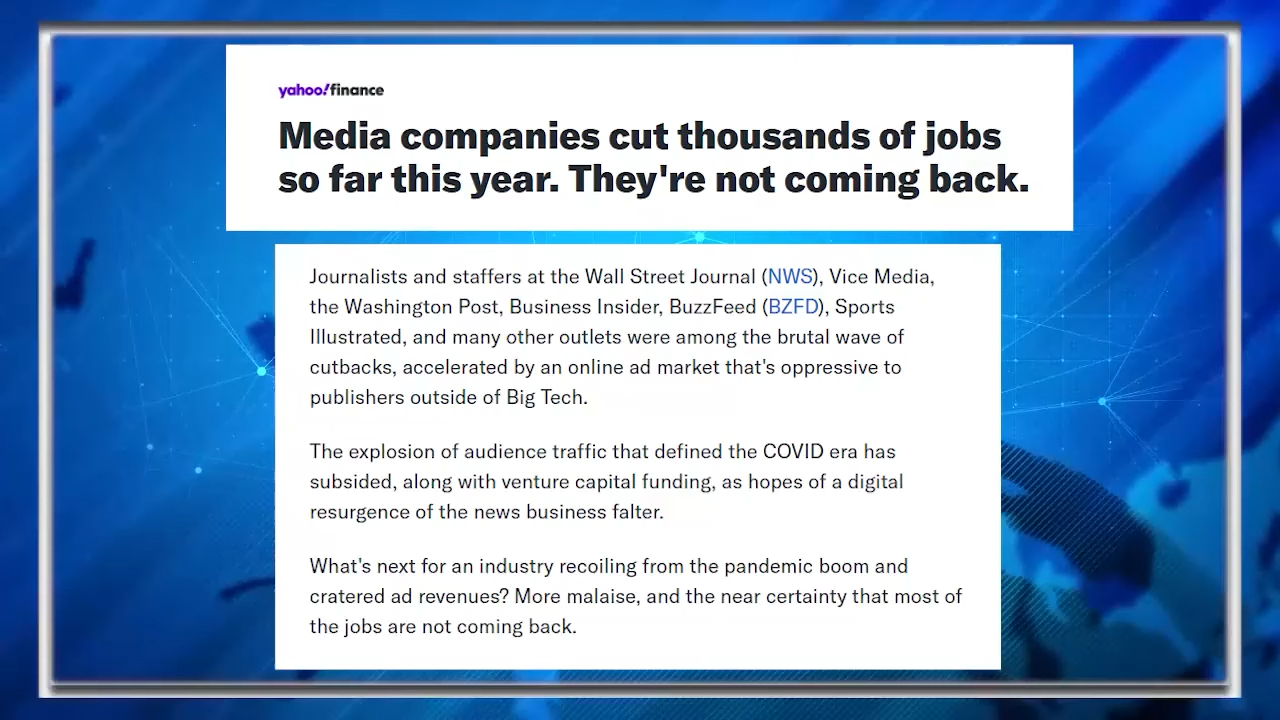 yahoo!finance
Media companies cut thousands of jobs
so far this year. They're not coming back.
Journalists and staffers at the Wall Street Journal (NWS), Vice Media,
the Washington Post, Business Insider, BuzzFeed (BZFD), Sports
Illustrated, and many other outlets were among the brutal wave of
cutbacks, accelerated by an online ad market that's oppressive to
publishers outside of Big Tech.
The explosion of audience traffic that defined the COVID era has
subsided, along with venture capital funding, as hopes of a digital
resurgence of the news business falter.
What's next for an industry recoiling from the pandemic boom and
cratered ad revenues? More malaise, and the near certainty that most of
the jobs are not coming back.